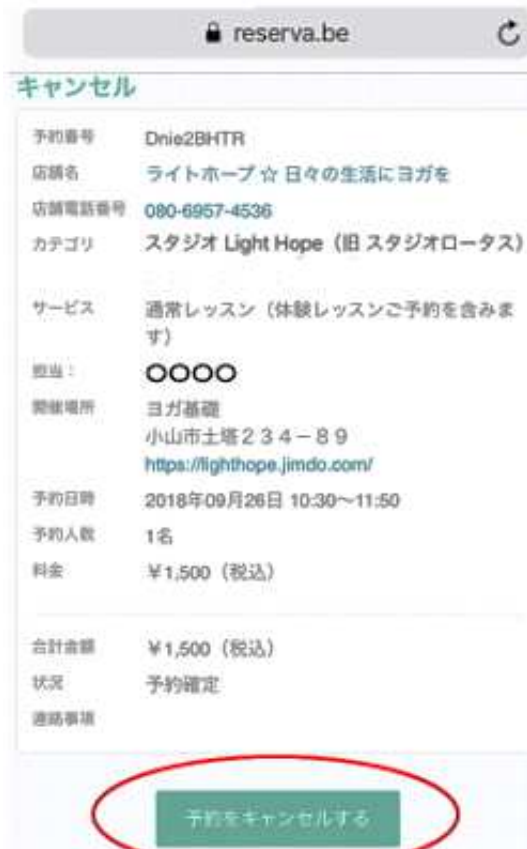 reserva.be
キャンセル
予約番号 Dnie2BHTR
店舗名 ライトホープ ☆ 日々の生活にヨガを
店舗電話番号 080-6957-4536
カテゴリ スタジオ Light Hope（旧 スタジオロータス）
サービス 通常レッスン（体験レッスンご予約を含みま
す）
担当： 〇〇〇〇
開催場所 ヨガ基礎
小山市土塔２３４－８９
https://lighthope.jimdo.com/
予約日時 2018年09月26日 10:30～11:50
予約人数 1名
料金 ￥1,500（税込）
合計金額 ￥1,500（税込）
状況 予約確定
連絡事項
予約をキャンセルする